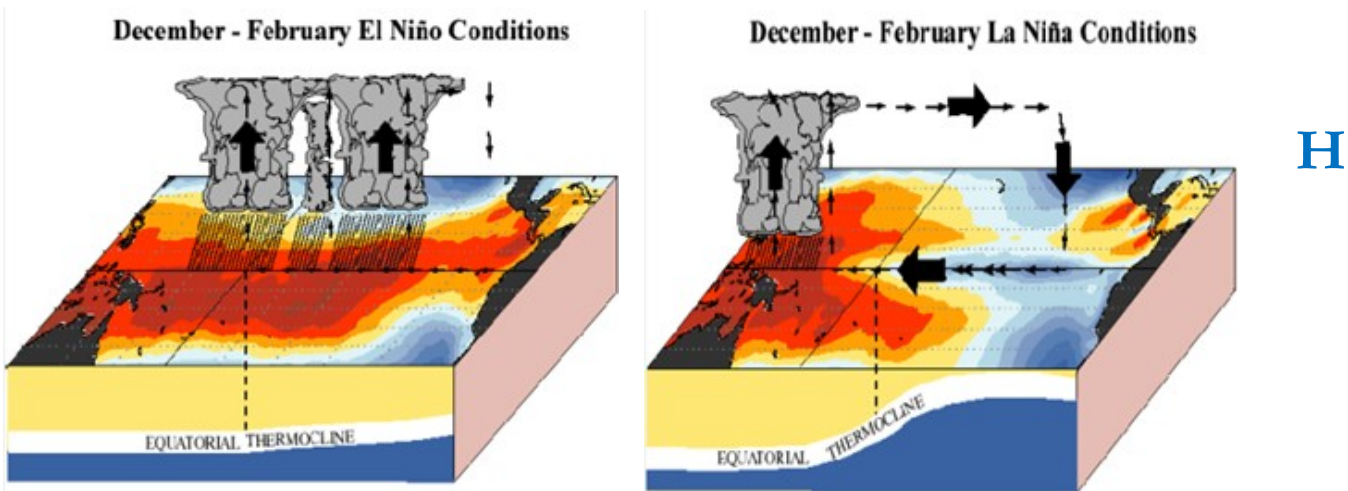 December - February El Niño Conditions
December - February La Niña Conditions
H
EQUATORIAL THERMOCLINE
EQUATORIAL THERMOCLINE